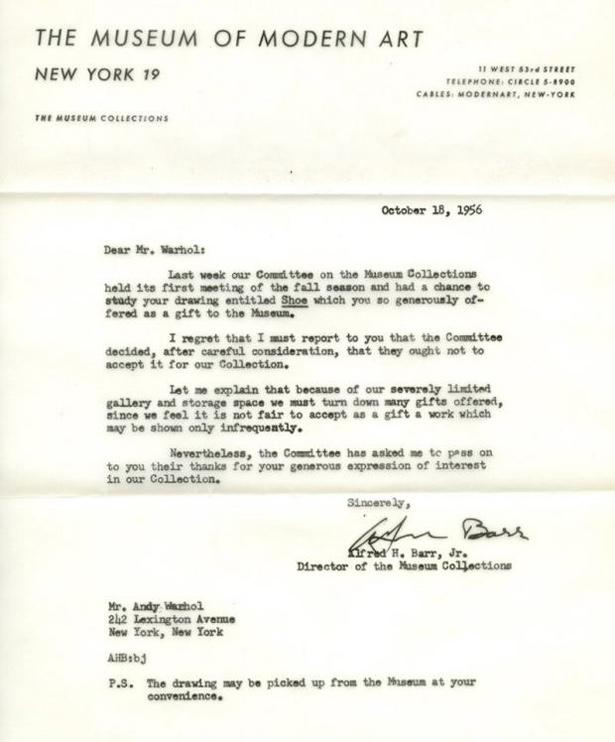 THE MUSEUM OF MODERN ART
NEW YORK 19
11 WEST 53rd STREET
TELEPHONE: CIRCLE 5-8900
CABLES: MODERNART, NEW-YORK
THE MUSEUM COLLECTIONS
October 18, 1956
Dear Mr. Warhol:
Last week our Committee on the Museum Collections
held its first meeting of the fall season and had a chance to
study your drawing entitled Shoe which you so generously of-
fered as a gift to the Museum.
I regret that I must report to you that the Committee
decided, after careful consideration, that they ought not to
accept it for our Collection.
Let me explain that because of our severely limited
gallery and storage space we must turn down many gifts offered,
since we feel it is not fair to accept as a gift a work which
may be shown only infrequently.
Nevertheless, the Committee has asked me to pass on
to you their thanks for your generous expression of interest
in our Collection.
Sincerely,
Barr
Alfred H. Barr, Jr.
Director of the Museum Collections
Mr. Andy Warhol
242 Lexington Avenue
New York, New York
AHB:bj
P.S. The drawing may be picked up from the Museum at your
convenience.